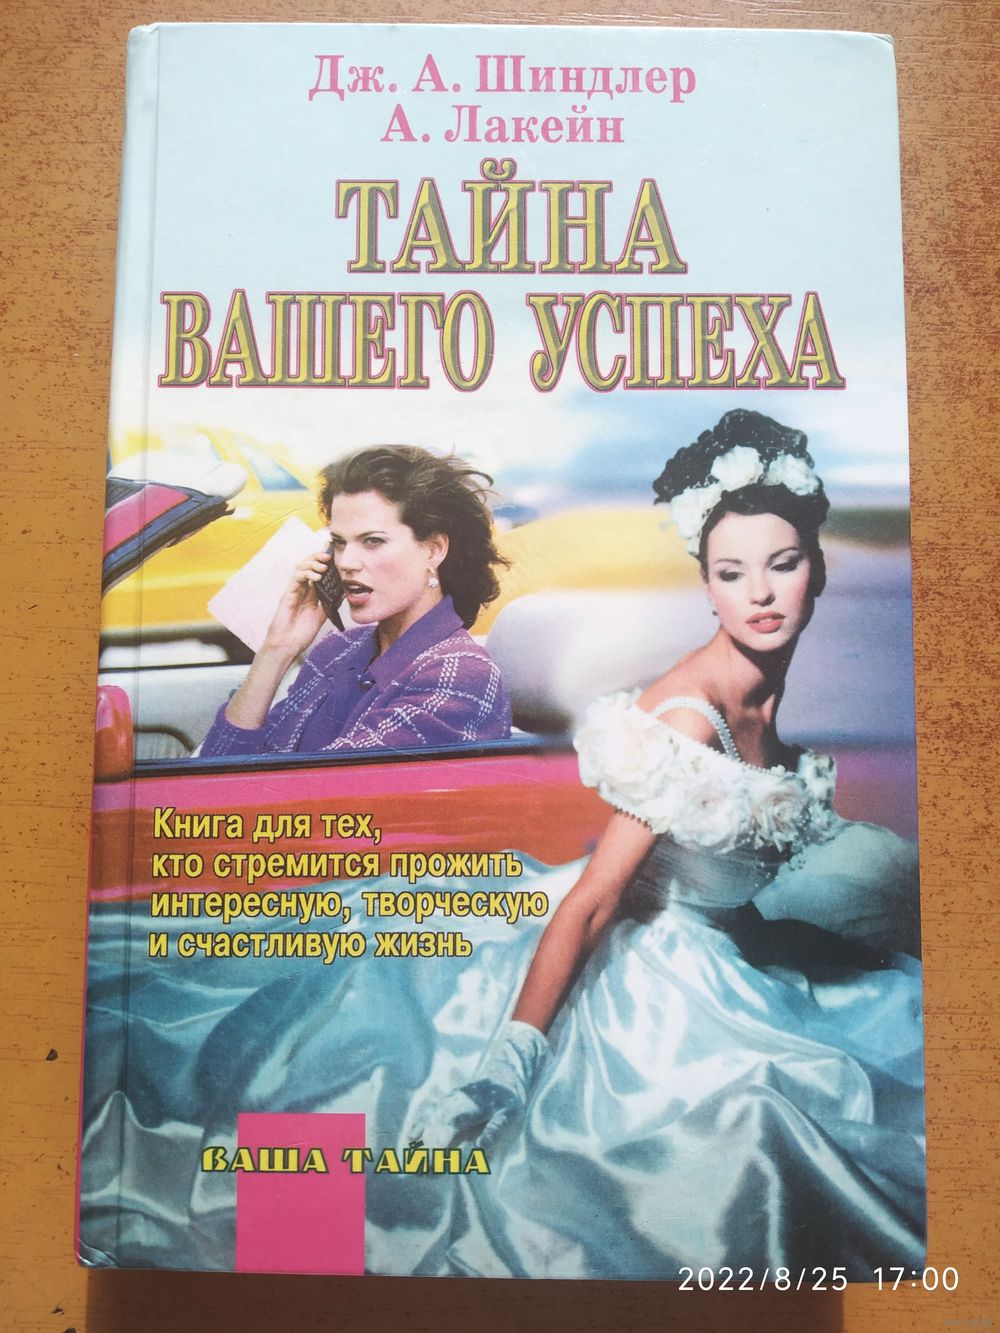 Дж. А. Шиндлер
А. Лакейн
ТАЙНА
ВАШЕГО УСПЕХА
Книга для тех,
кто стремится прожить
интересную, творческую
и счастливую жизнь
ВАША ТАЙНА
2022/8/25 17:00